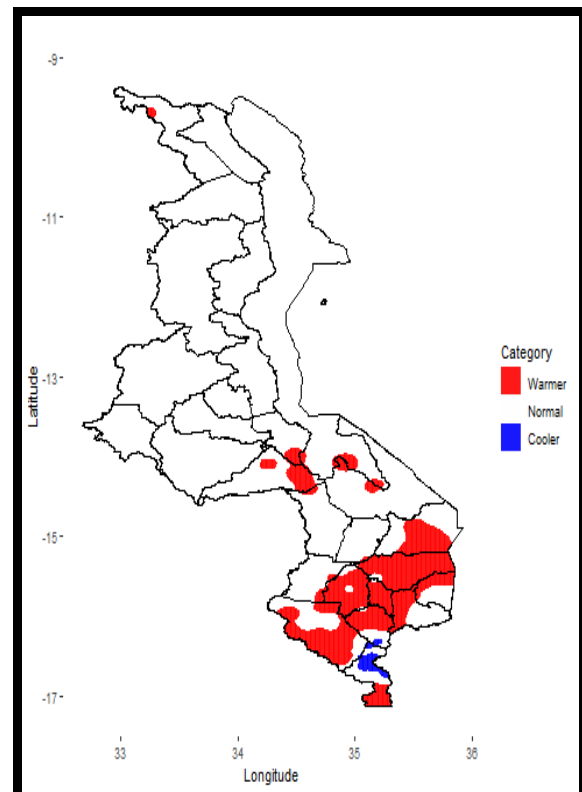 -9
-11
-13
-15
-17
Latitude
33
34
35
36
Longitude
Category
Warmer
Normal
Cooler